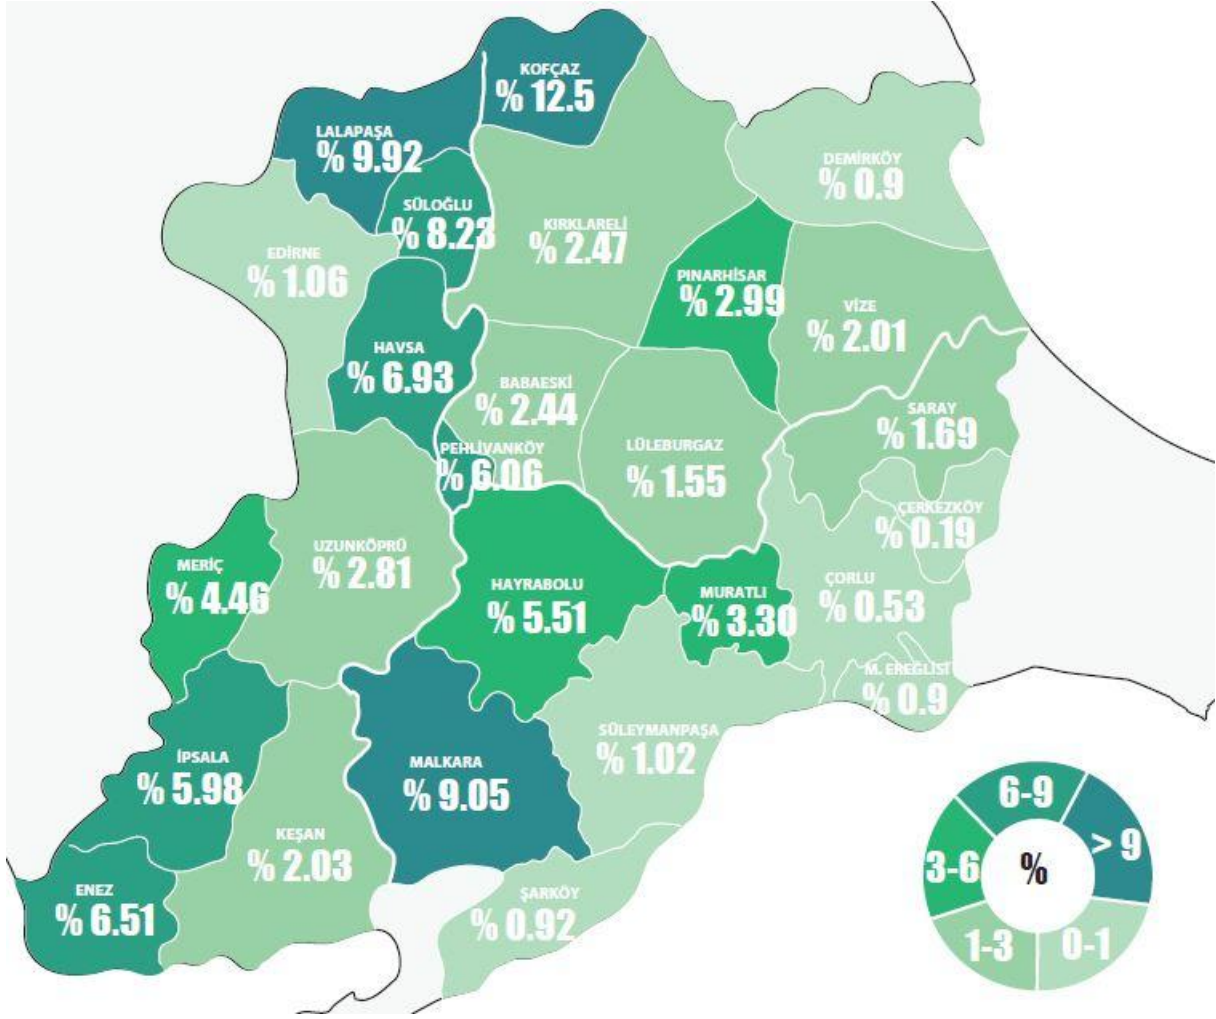 KOFÇAZ
% 12.5
LALAPAŞA
% 9.92
DEMİRKÖY
% 0.9
SÜLOĞLU
% 8.23
KIRKLARELİ
% 2.47
EDİRNE
% 1.06
PINARHİSAR
% 2.99
VİZE
% 2.01
HAVSA
% 6.93
BABAESKİ
% 2.44
SARAY
% 1.69
PEHLİVANKÖY
% 6.06
LÜLEBURGAZ
% 1.55
ÇERKEZKÖY
% 0.19
UZUNKÖPRÜ
% 2.81
MERİÇ
% 4.46
HAYRABOLU
% 5.51
MURATLI
% 3.30
ÇORLU
% 0.53
M. EREĞLİSİ
% 0.9
SÜLEYMANPAŞA
% 1.02
İPSALA
% 5.98
MALKARA
% 9.05
KEŞAN
% 2.03
ENEZ
% 6.51
ŞARKÖY
% 0.92
6-9
> 9
3-6
%
1-3
0-1